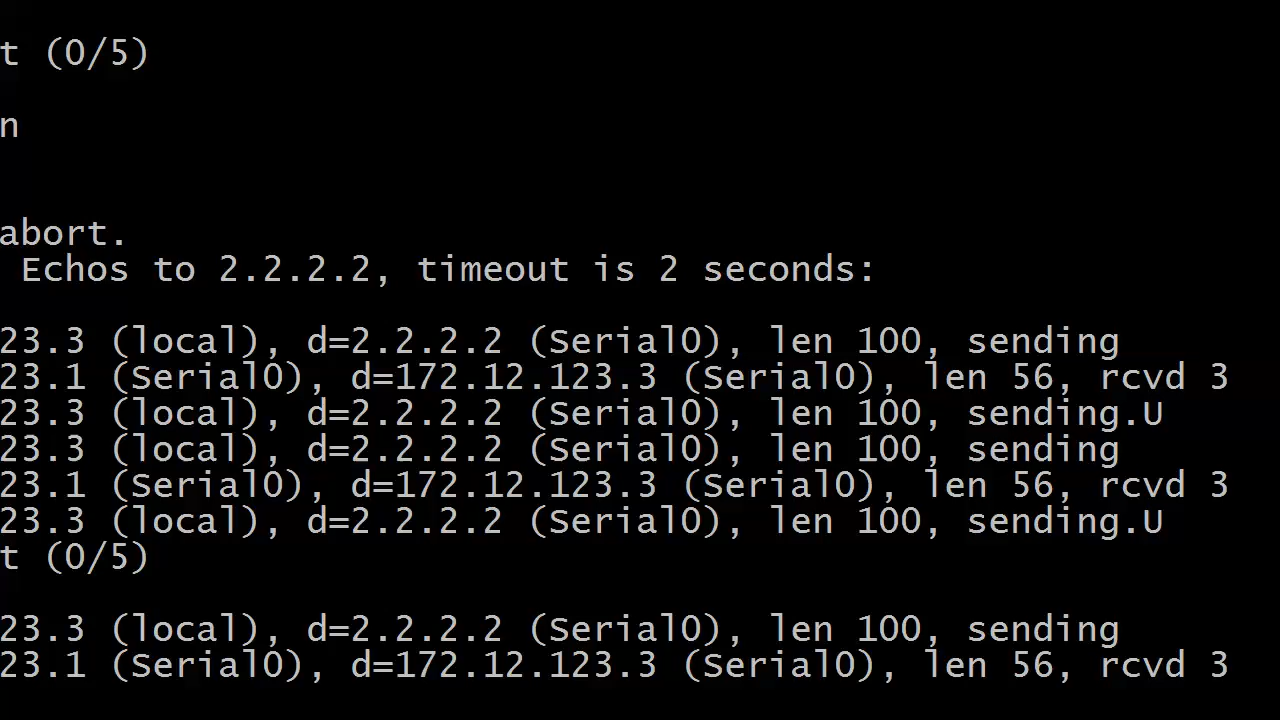 t (0/5)
n
abort.
Echos to 2.2.2.2, timeout is 2 seconds:
23.3 (local), d=2.2.2.2 (Serial0), len 100, sending
23.1 (Serial0), d=172.12.123.3 (Serial0), len 56, rcvd 3
23.3 (local), d=2.2.2.2 (Serial0), len 100, sending.U
23.3 (local), d=2.2.2.2 (Serial0), len 100, sending
23.1 (Serial0), d=172.12.123.3 (Serial0), len 56, rcvd 3
23.3 (local), d=2.2.2.2 (Serial0), len 100, sending.U
t (0/5)
23.3 (local), d=2.2.2.2 (Serial0), len 100, sending
23.1 (Serial0), d=172.12.123.3 (Serial0), len 56, rcvd 3